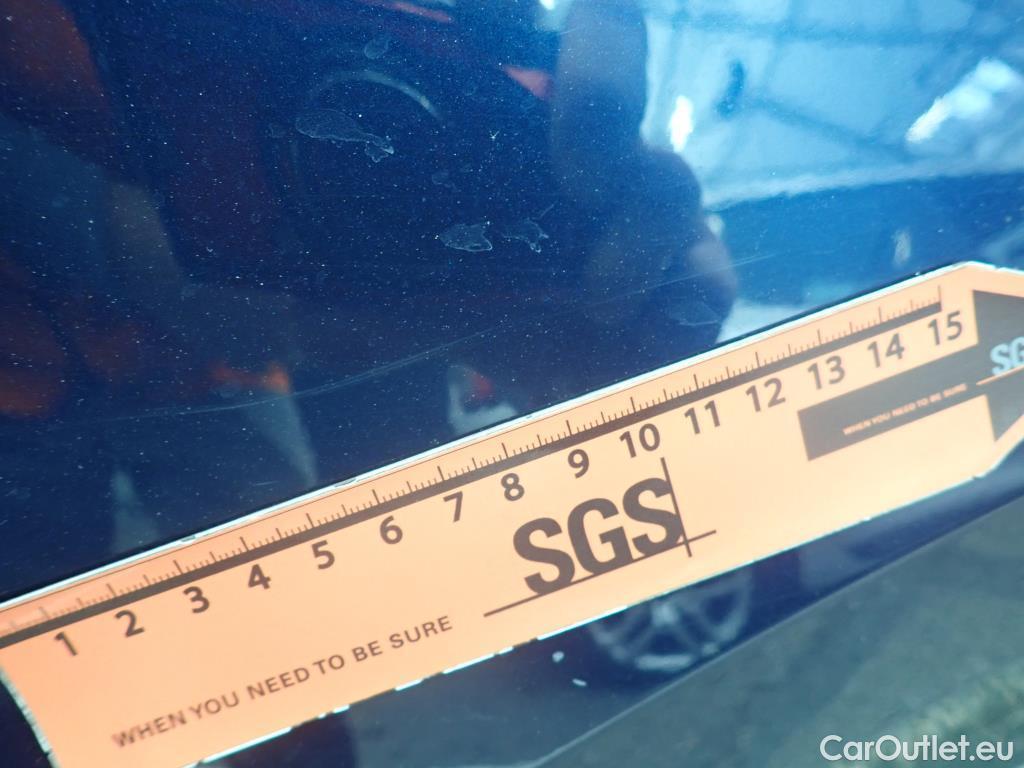 1 2 3 4 5 6 7 8 9 10 11 12 13 14 15
SGS
WHEN YOU NEED TO BE SURE
WHEN YOU NEED TO BE SURE
SG
CarOutlet.eu